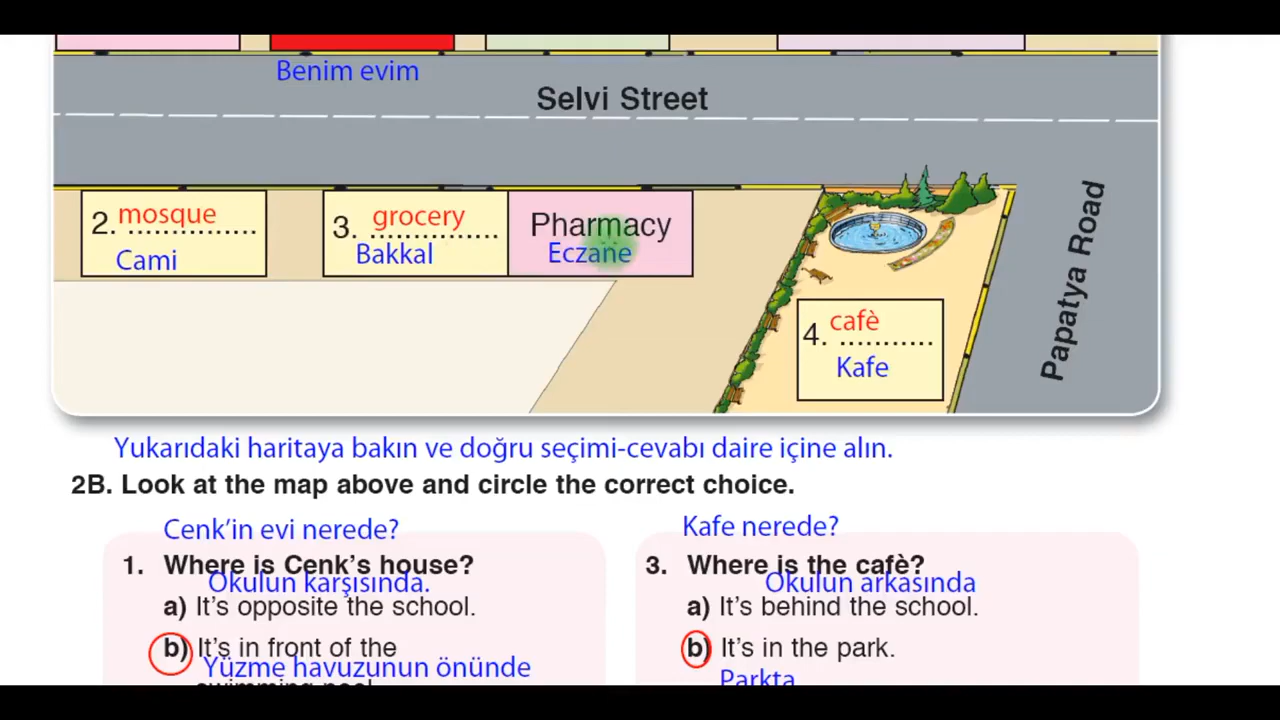 Benim evim
Selvi Street
2. mosque
Cami
3. grocery
Bakkal
Pharmacy
Eczane
4. cafè
Kafe
Papatya Road
Yukarıdaki haritaya bakın ve doğru seçimi-cevabı daire içine alın.
2B. Look at the map above and circle the correct choice.
Cenk'in evi nerede?
1. Where is Cenk's house?
Okulun karşısında.
a) It's opposite the school.
b) It's in front of the
Yüzme havuzunun önünde
swimming pool
Kafe nerede?
3. Where is the cafè?
Okulun arkasında
a) It's behind the school.
b) It's in the park.
Parkta